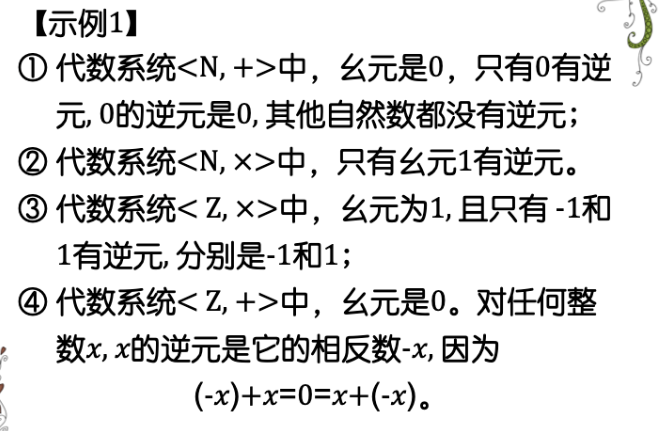 【示例1】
① 代数系统<N, +>中，幺元是0，只有0有逆
元, 0的逆元是0, 其他自然数都没有逆元；
② 代数系统<N, ×>中，只有幺元1有逆元。
③ 代数系统< Z, ×>中，幺元为1, 且只有 -1和
1有逆元, 分别是-1和1；
④ 代数系统< Z, +>中，幺元是0。对任何整
数x, x的逆元是它的相反数-x, 因为
(-x)+x=0=x+(-x)。